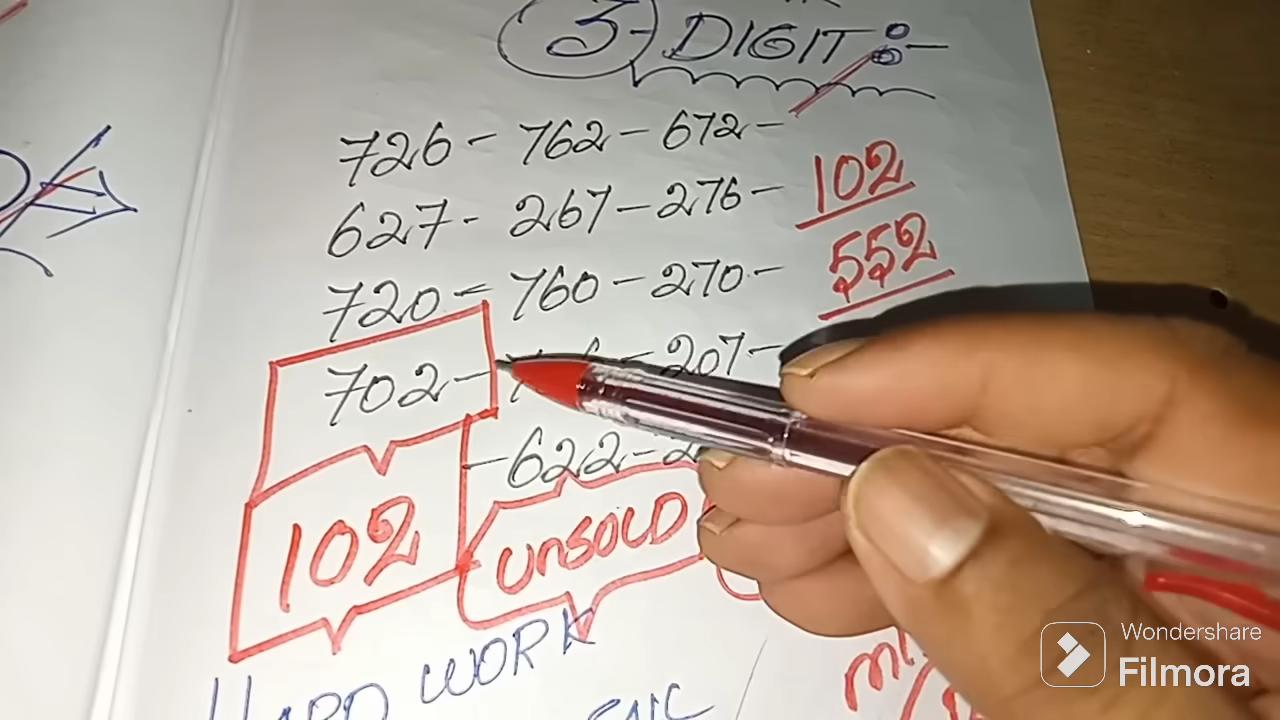 3-DIGIT:-
726 - 762 - 672 -
627 - 267 - 276 - 102
720 - 760 - 270 - 552
702 - 207 -
- 622 -
102 UNSOLD
HARD WORK
Wondershare
Filmora